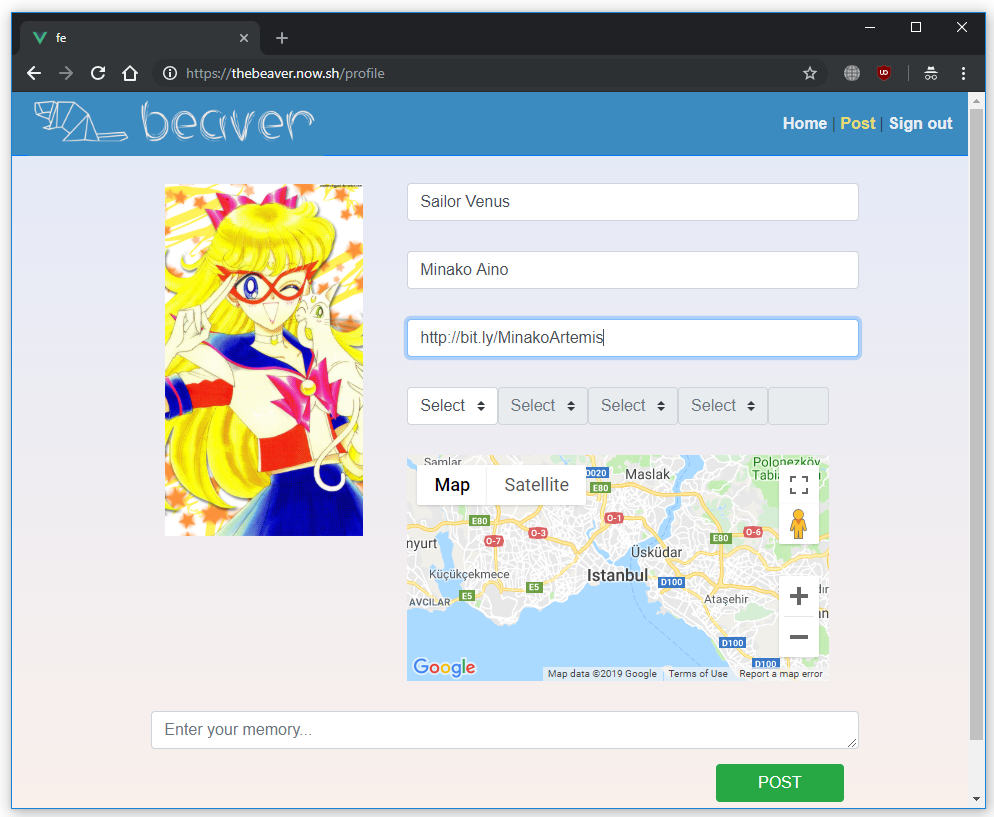 fe
https://thebeaver.now.sh/profile
beaver
Home | Post | Sign out
Sailor Venus
Minako Aino
http://bit.ly/MinakoArtemis
Select Select Select Select
Samlar
Map Satellite
D020
Maslak
Polonezköy
Tabia
E80
E80
O-1
O-3
O-7
E80
O-6
nyurt
Üsküdar
Küçükçekmece
Istanbul
D100
E5
AVCILAR
E5
Ataşehir
dır
n
D100
D100
Google
Map data ©2019 Google
Terms of Use
Report a map error
Enter your memory...
POST